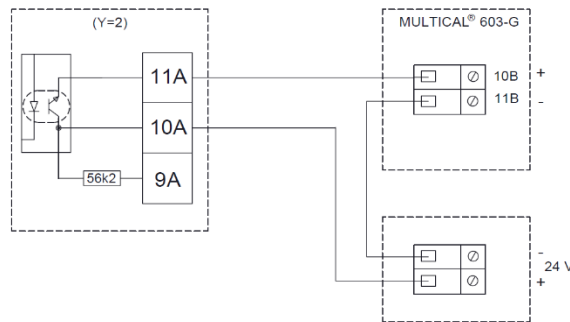 (Y=2)
11A
10A
9A
56k2
MULTICAL® 603-G
10B +
11B -
-
24 V
+